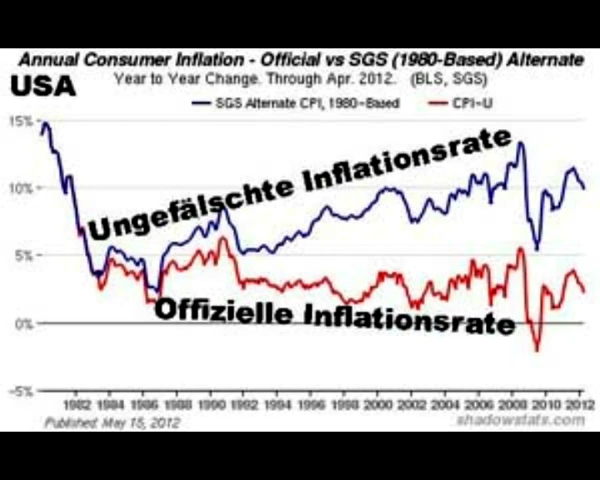 Annual Consumer Inflation - Official vs SGS (1980-Based) Alternate
USA
Year to Year Change. Through Apr. 2012. (BLS, SGS)
SGS Alternate CPI, 1980-Based CPI-U
15%
10%
5%
0%
-5%
Ungefälschte Inflationsrate
Offizielle Inflationsrate
1982 1984 1986 1988 1990 1992 1994 1996 1998 2000 2002 2004 2006 2008 2010 2012
Published: May 15, 2012
shadowstats.com